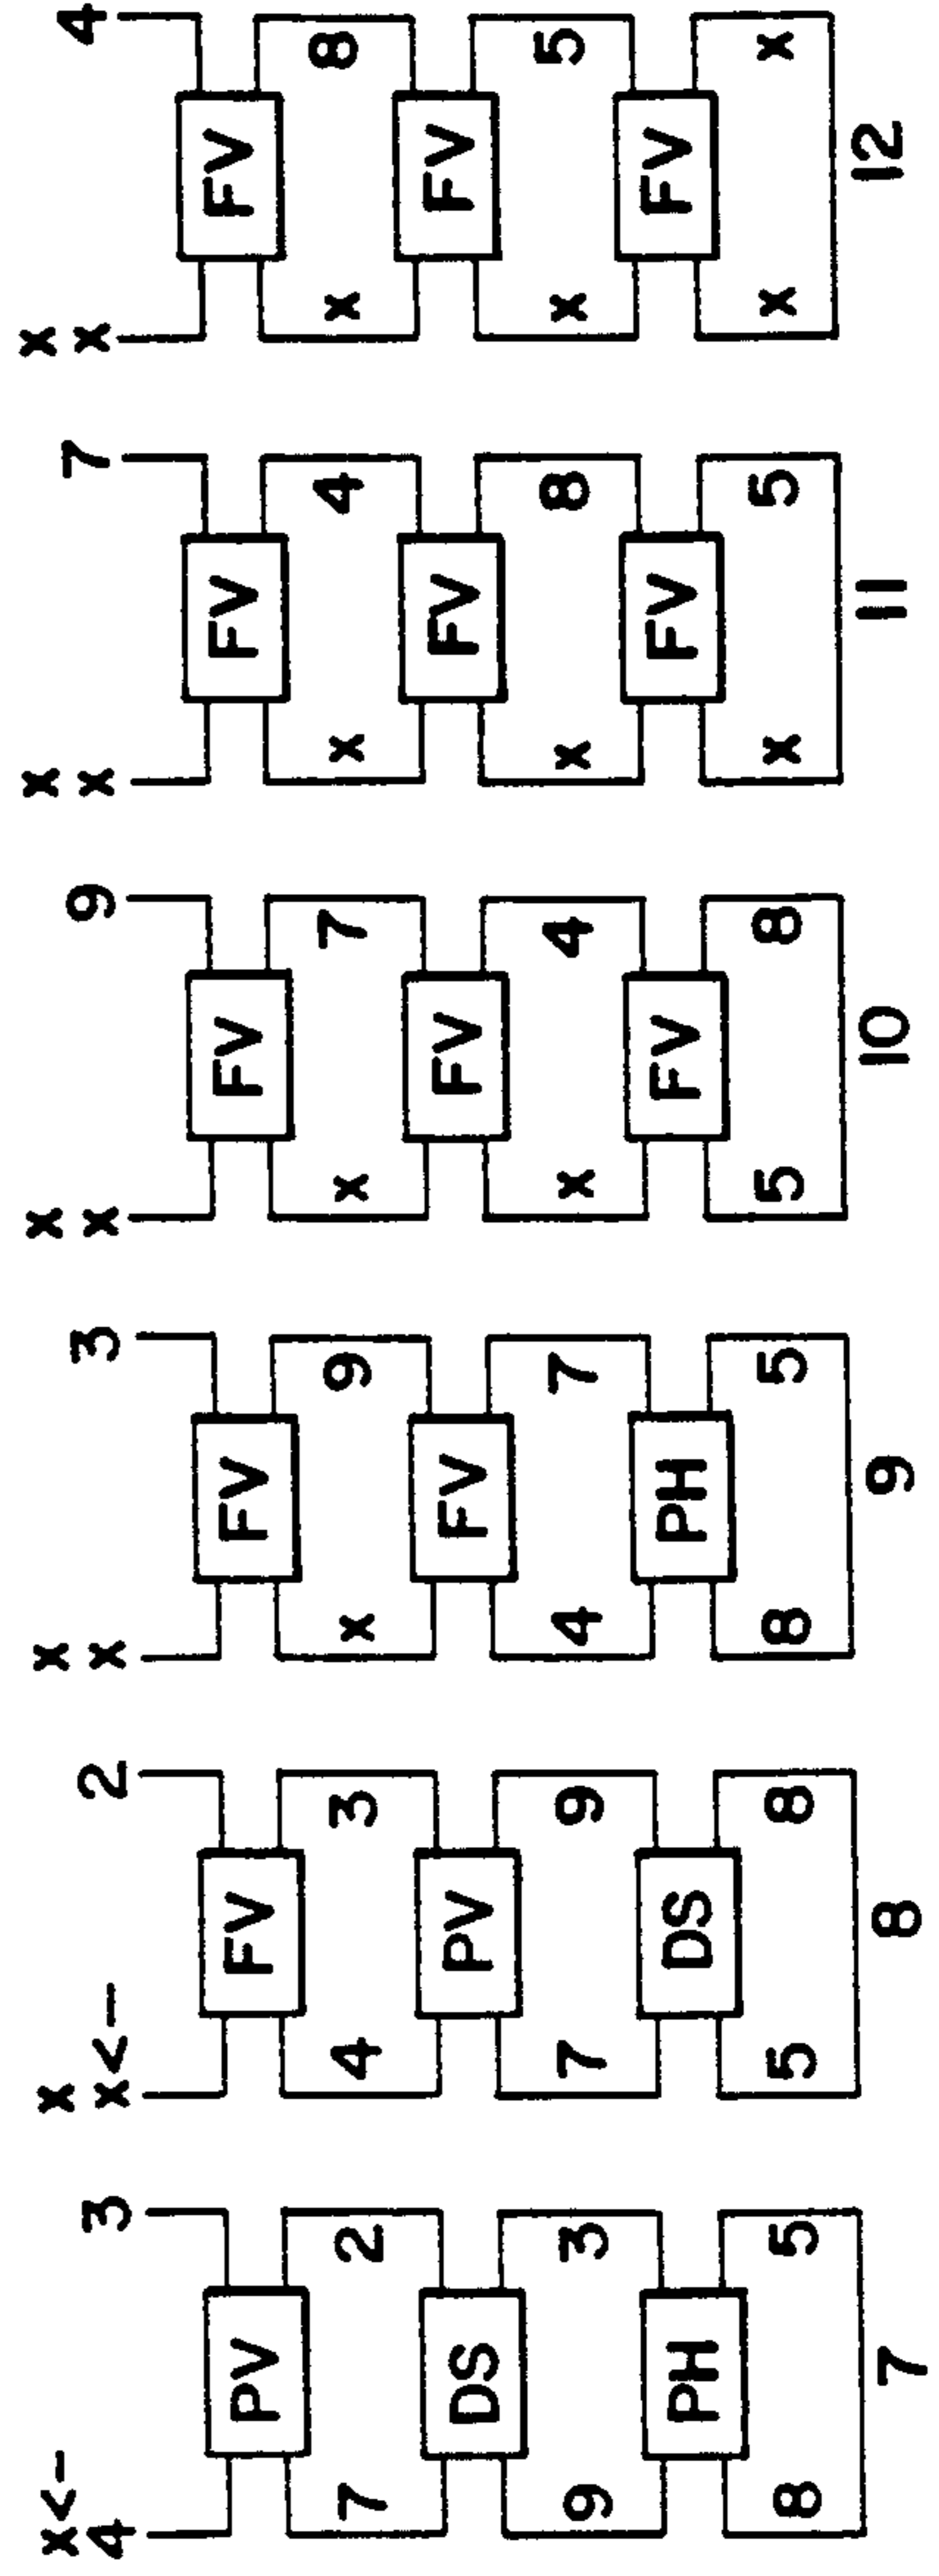 x<- x x x x x
4 3 x<- 2 x 3 x 9 x 7 x 4
PV FV FV FV FV FV
7 2 4 3 x 9 x 7 x 4 x 8
DS PV FV FV FV FV
9 3 7 9 4 7 x 4 x 8 x 5
PH DS PH FV FV FV
8 5 5 8 8 5 5 8 x 5 x x
7 8 9 10 11 12